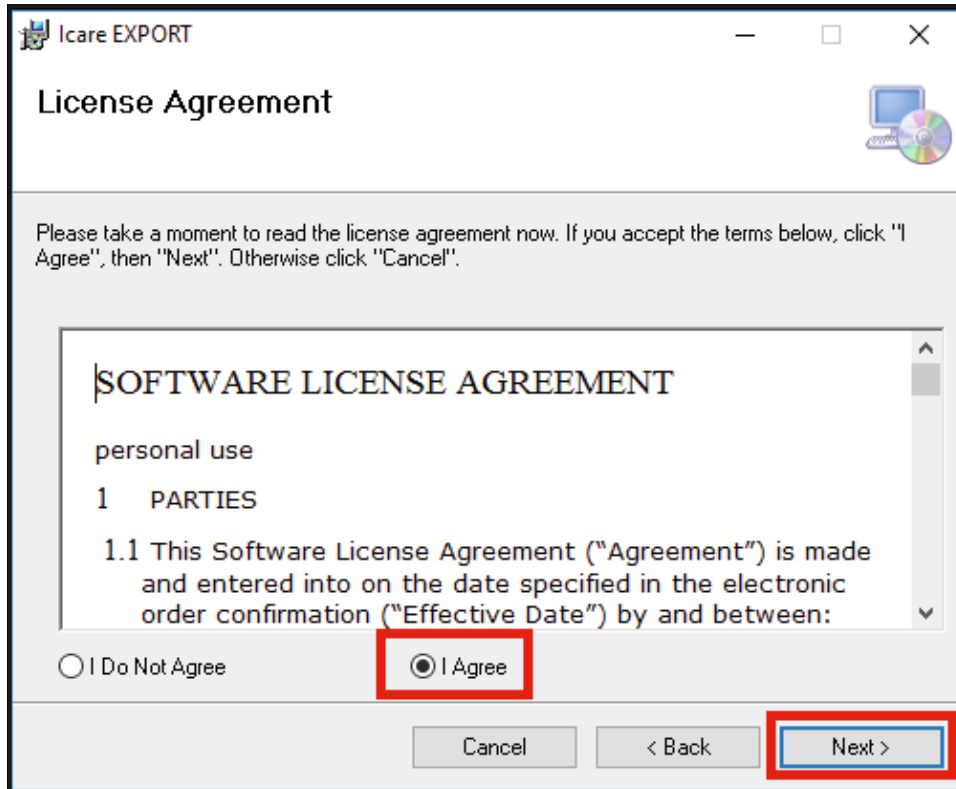 Icare EXPORT
License Agreement
Please take a moment to read the license agreement now. If you accept the terms below, click "I
Agree", then "Next". Otherwise click "Cancel".
SOFTWARE LICENSE AGREEMENT
personal use
1 PARTIES
1.1 This Software License Agreement (“Agreement”) is made
and entered into on the date specified in the electronic
order confirmation (“Effective Date”) by and between:
I Do Not Agree
I Agree
Cancel
< Back
Next >